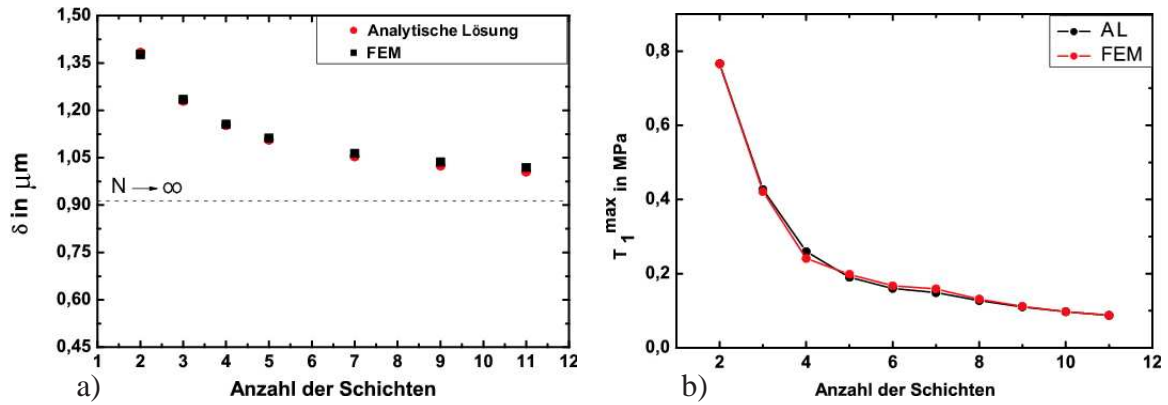 1,50
1,35
1,20
1,05
0,90
0,75
0,60
0,45
δ in μm
Analytische Lösung
FEM
N → ∞
1 2 3 4 5 6 7 8 9 10 11 12
Anzahl der Schichten
a)
0,8
0,6
0,4
0,2
0,0
T₁ᵐᵃˣ in MPa
AL
FEM
2 4 6 8 10 12
Anzahl der Schichten
b)